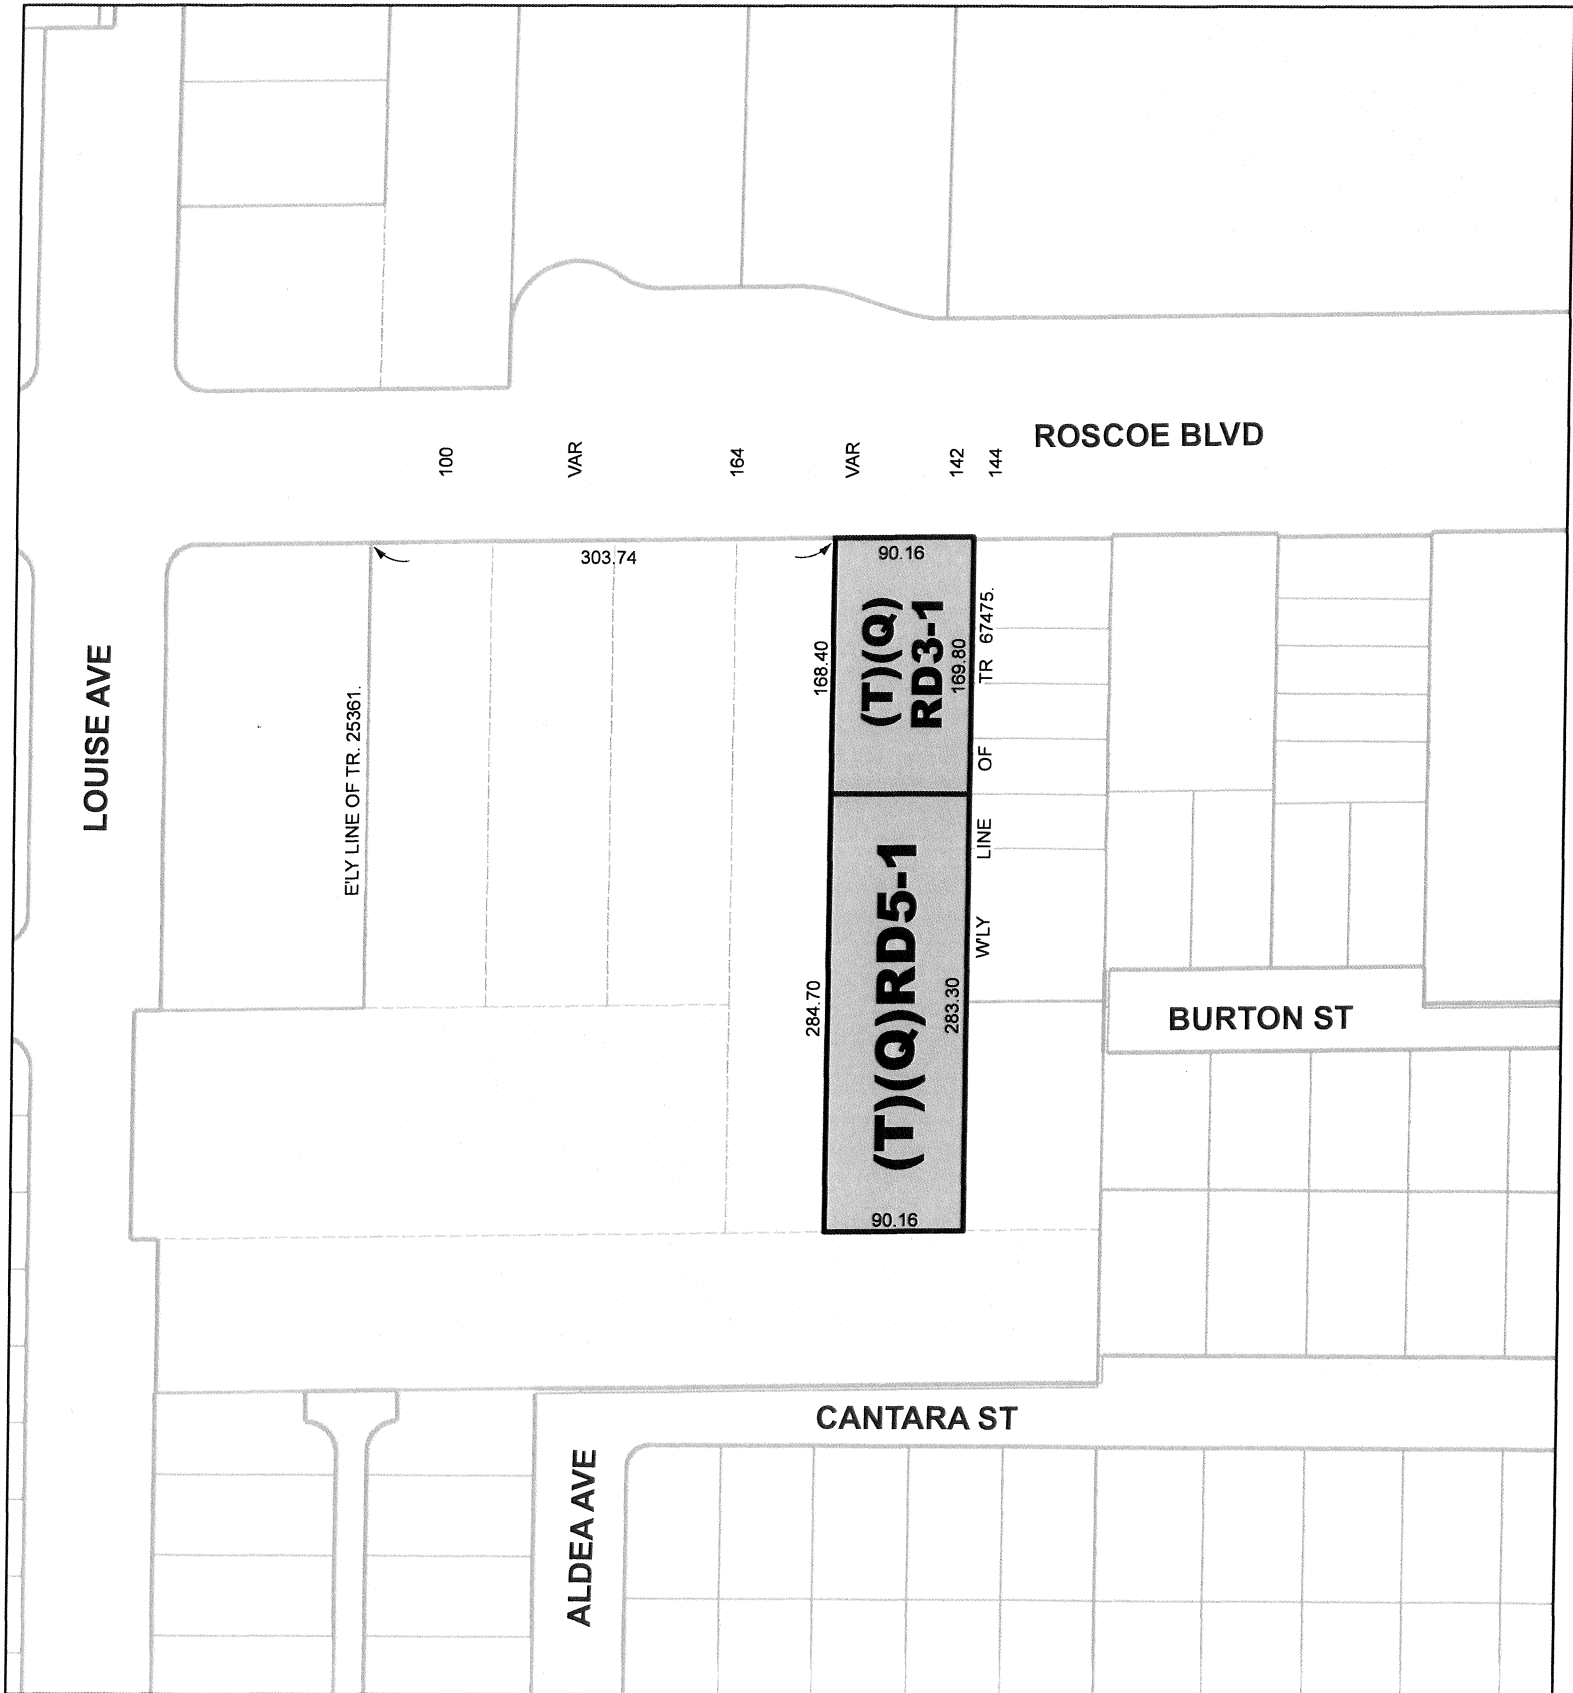 ROSCOE BLVD
100
VAR
164
VAR
142
144
303.74
90.16
LOUISE AVE
E'LY LINE OF TR. 25361.
168.40
(T)(Q)
RD3-1
169.80
W'LY LINE OF TR 67475.
284.70
(T)(Q)RD5-1
283.30
90.16
BURTON ST
CANTARA ST
ALDEA AVE